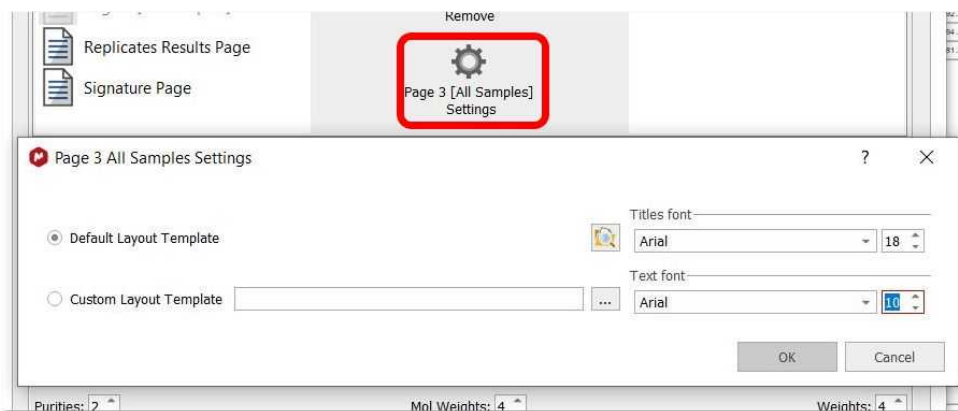 Remove
Replicates Results Page
Signature Page
Page 3 [All Samples]
Settings
Page 3 All Samples Settings
?
Titles font
Default Layout Template
Arial
18
Text font
Custom Layout Template
...
Arial
10
OK
Cancel
Purities: 2
Mol Weights: 4
Weights: 4